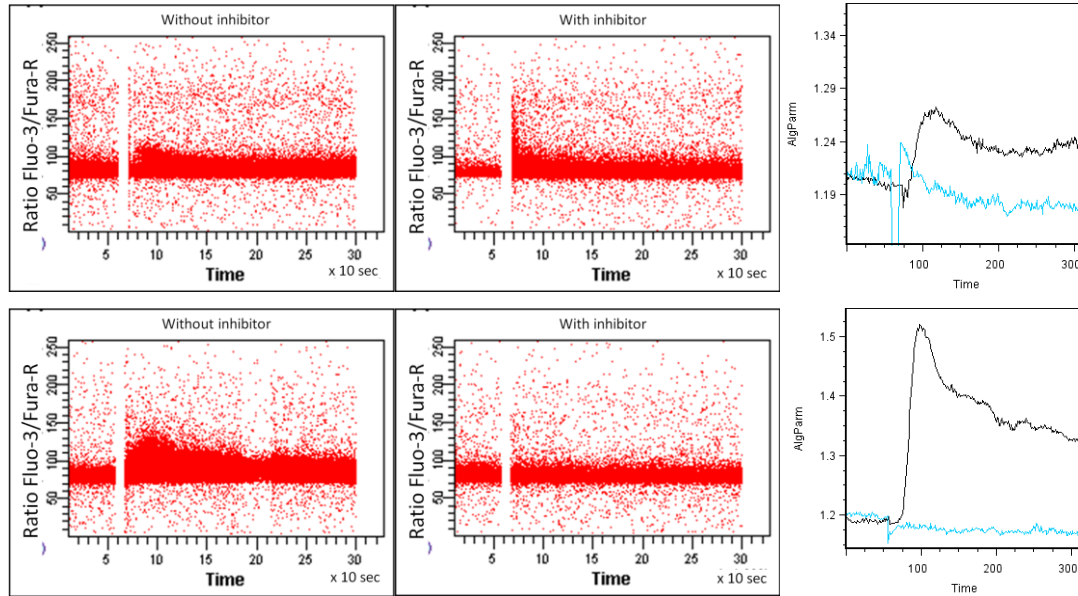 Without inhibitor
With inhibitor
Ratio Fluo-3/Fura-R
250
200
150
100
50
5 10 15 20 25 30
Time
x 10 sec
Ratio Fluo-3/Fura-R
250
200
150
100
50
5 10 15 20 25 30
Time
x 10 sec
AlgParm
1.34
1.29
1.24
1.19
100 200 300
Time
Without inhibitor
With inhibitor
Ratio Fluo-3/Fura-R
250
200
150
100
50
5 10 15 20 25 30
Time
x 10 sec
Ratio Fluo-3/Fura-R
250
200
150
100
50
5 10 15 20 25 30
Time
x 10 sec
AlgParm
1.5
1.4
1.3
1.2
100 200 300
Time